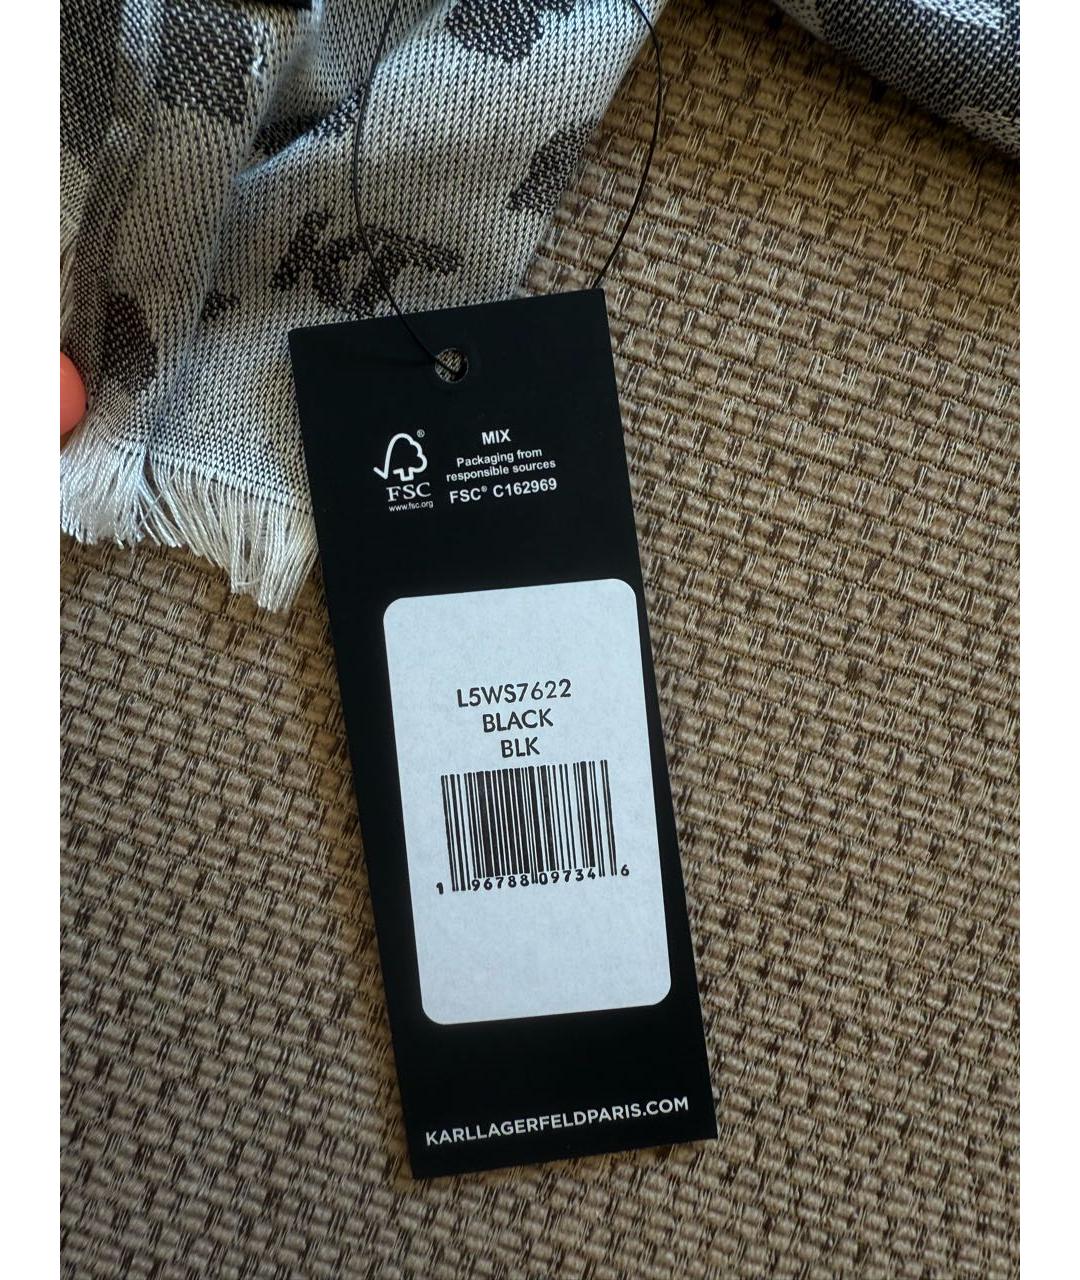 MIX
Packaging from
responsible sources
FSC® C162969
FSC
www.fsc.org
L5WS7622
BLACK
BLK
1 96788 09734 6
KARLLAGERFELDPARIS.COM